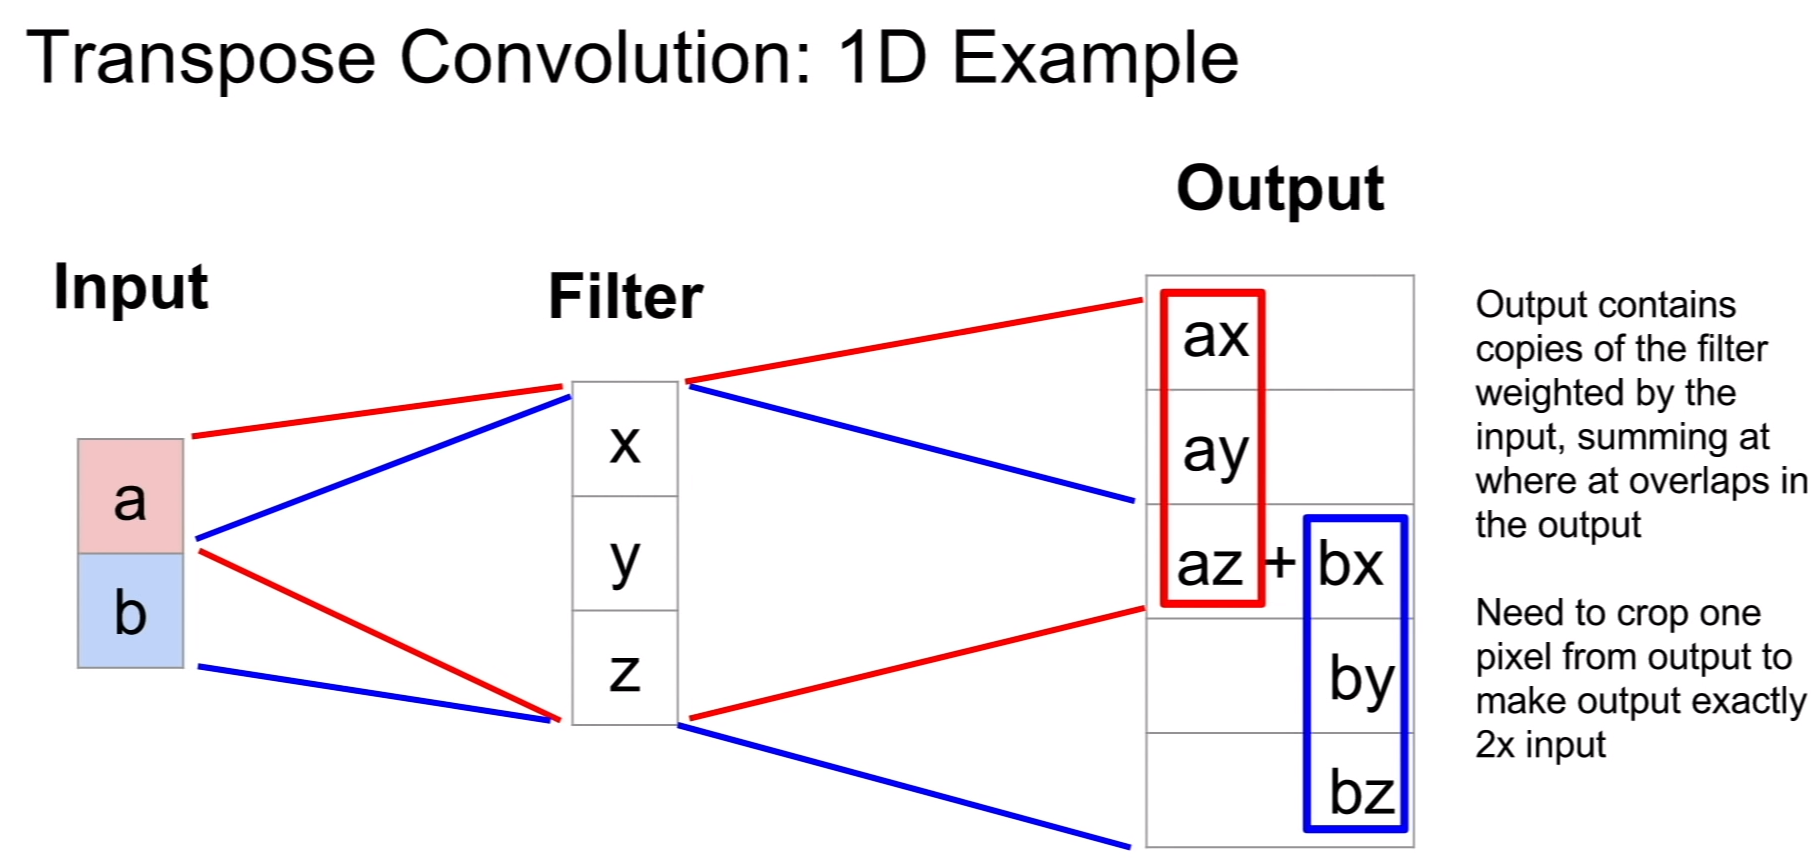 Transpose Convolution: 1D Example
Input
a
b
Filter
x
y
z
Output
ax
ay
az + bx
by
bz
Output contains
copies of the filter
weighted by the
input, summing at
where at overlaps in
the output
Need to crop one
pixel from output to
make output exactly
2x input